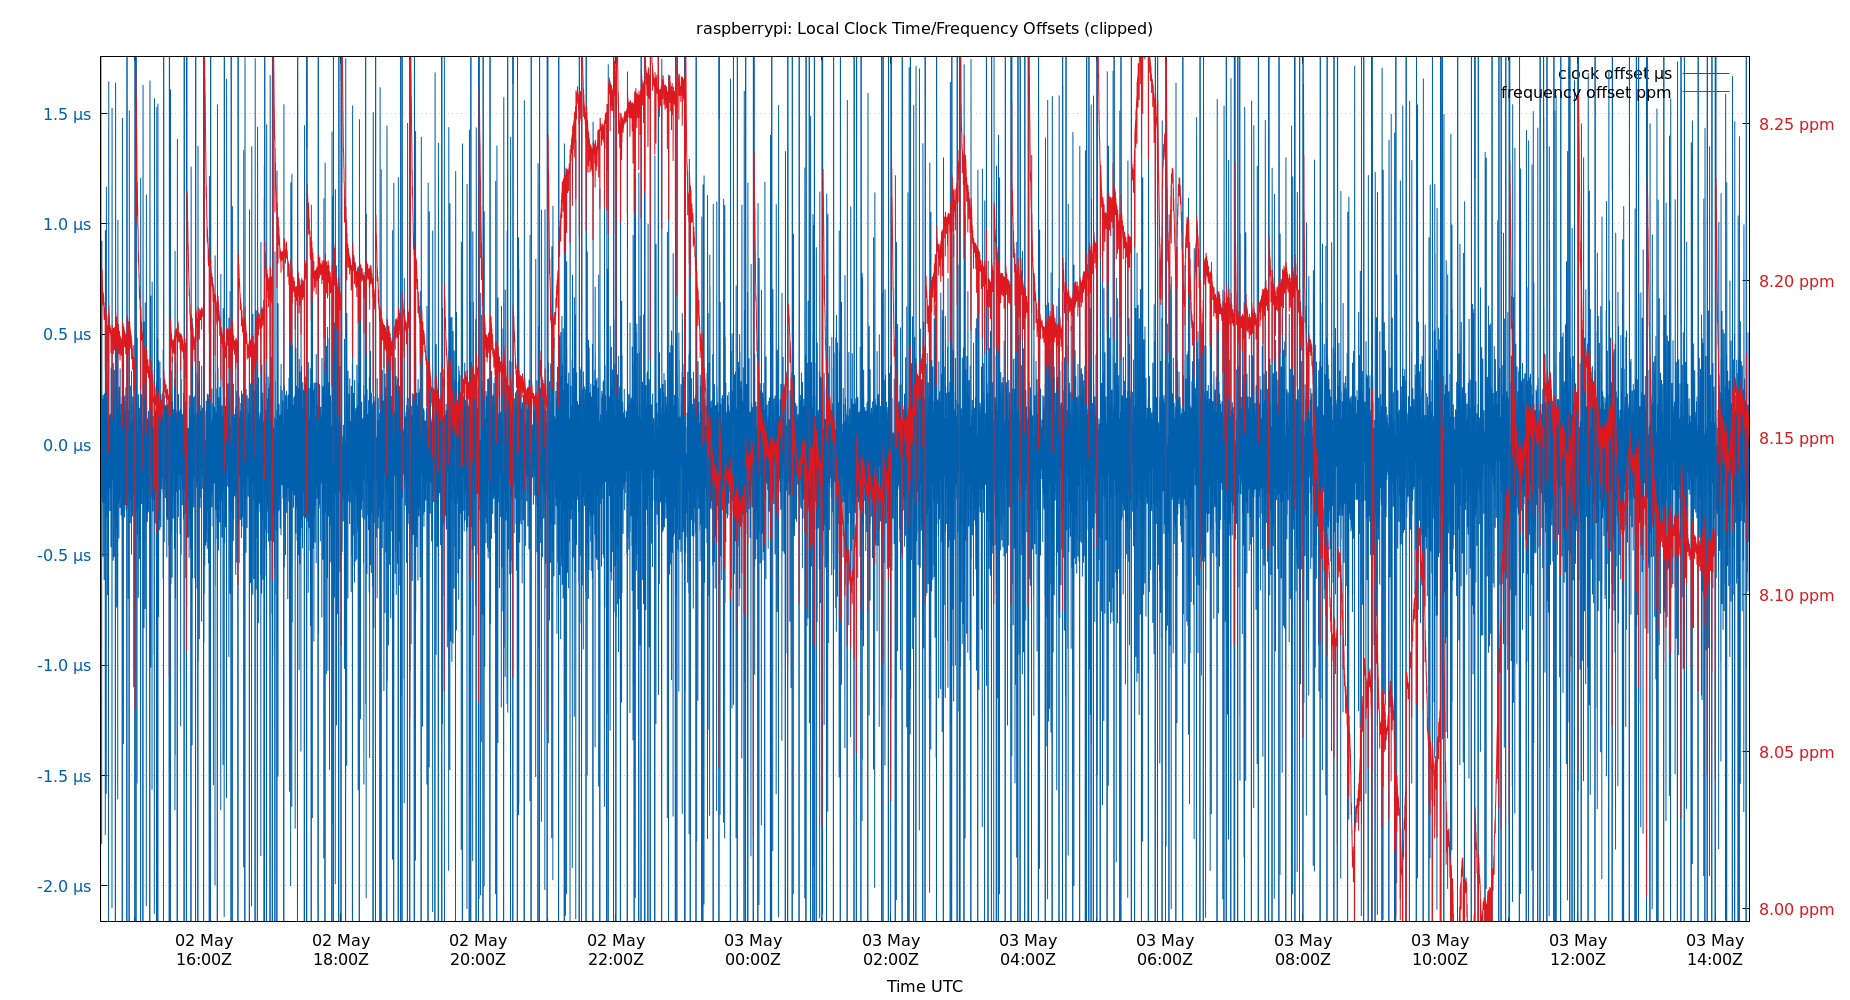 raspberrypi: Local Clock Time/Frequency Offsets (clipped)
clock offset µs
frequency offset ppm
1.5 µs
1.0 µs
0.5 µs
0.0 µs
-0.5 µs
-1.0 µs
-1.5 µs
-2.0 µs
8.25 ppm
8.20 ppm
8.15 ppm
8.10 ppm
8.05 ppm
8.00 ppm
02 May 02 May 02 May 02 May 03 May 03 May 03 May 03 May 03 May 03 May 03 May 03 May
16:00Z 18:00Z 20:00Z 22:00Z 00:00Z 02:00Z 04:00Z 06:00Z 08:00Z 10:00Z 12:00Z 14:00Z
Time UTC